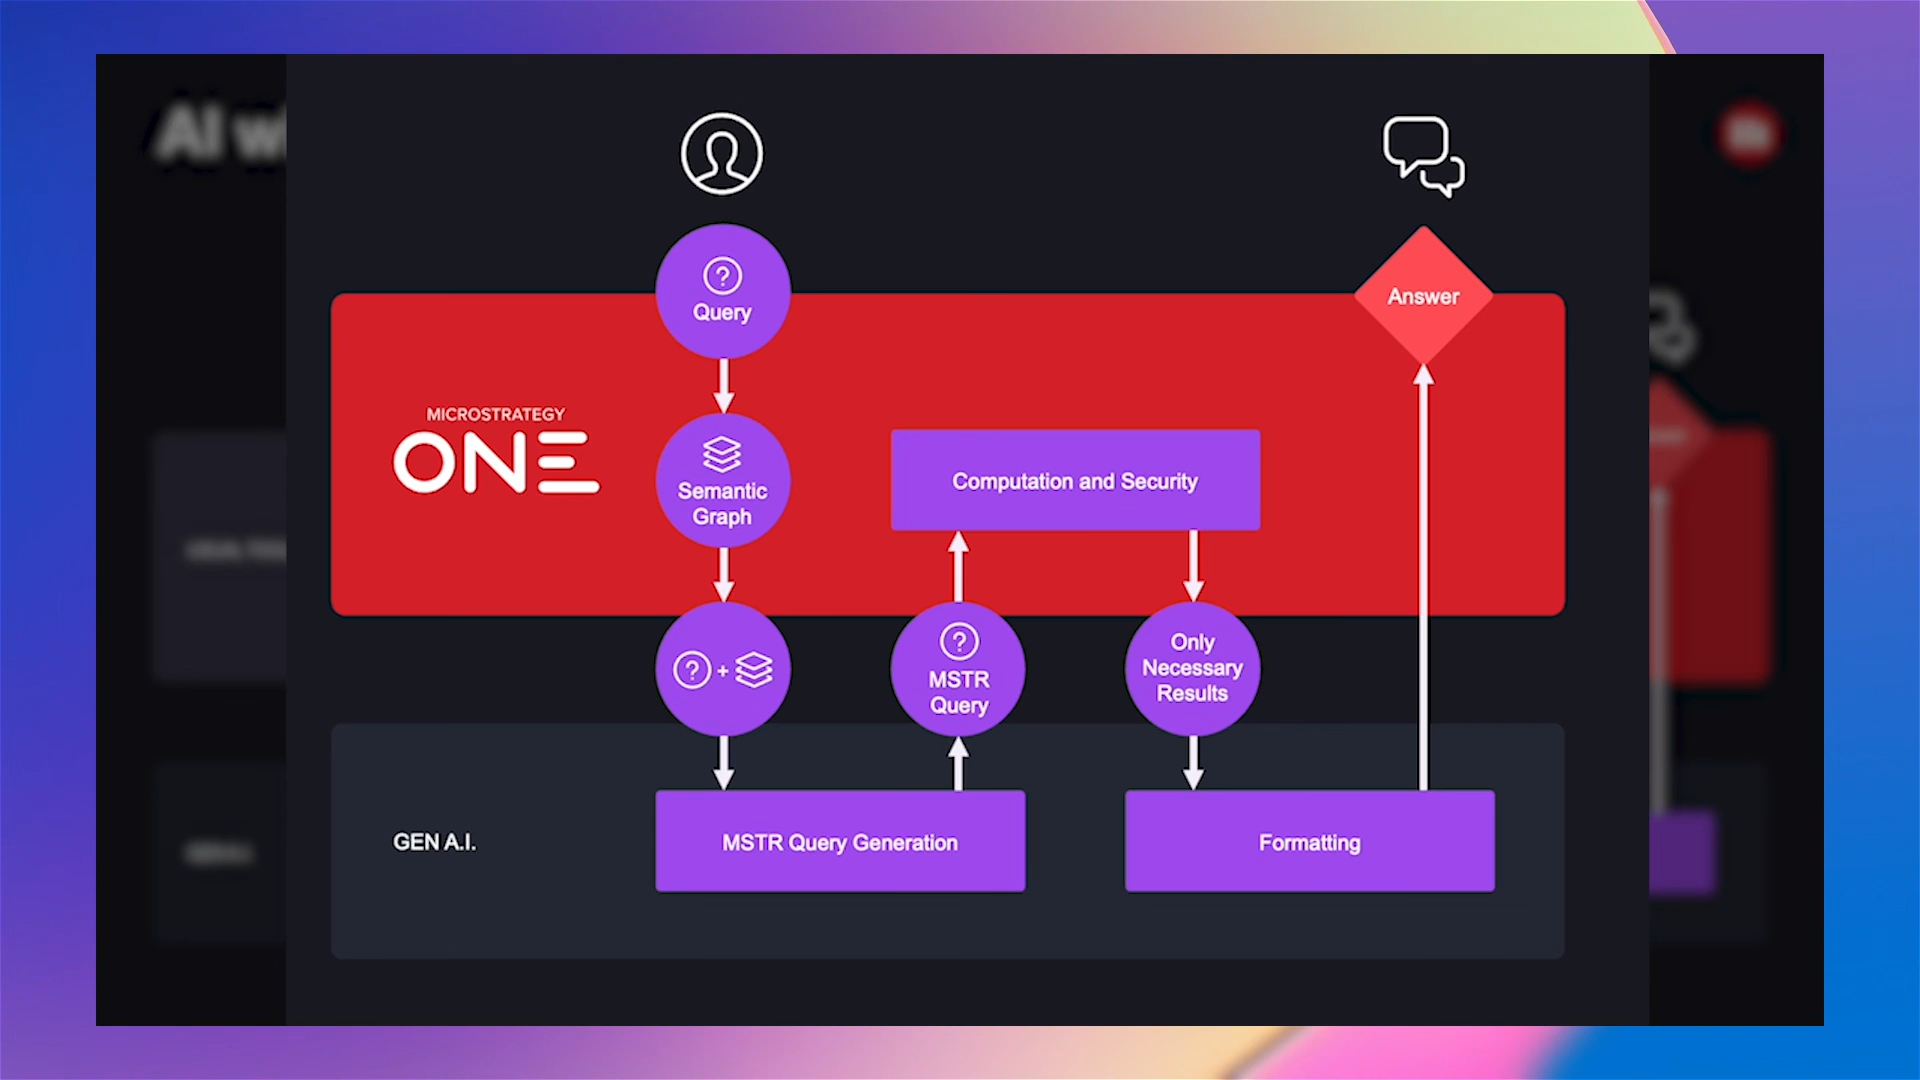 AI w
Query
Answer
MICROSTRATEGY
ONE
Semantic
Graph
Computation and Security
?
+
MSTR
Query
Only
Necessary
Results
GEN A.I.
MSTR Query Generation
Formatting